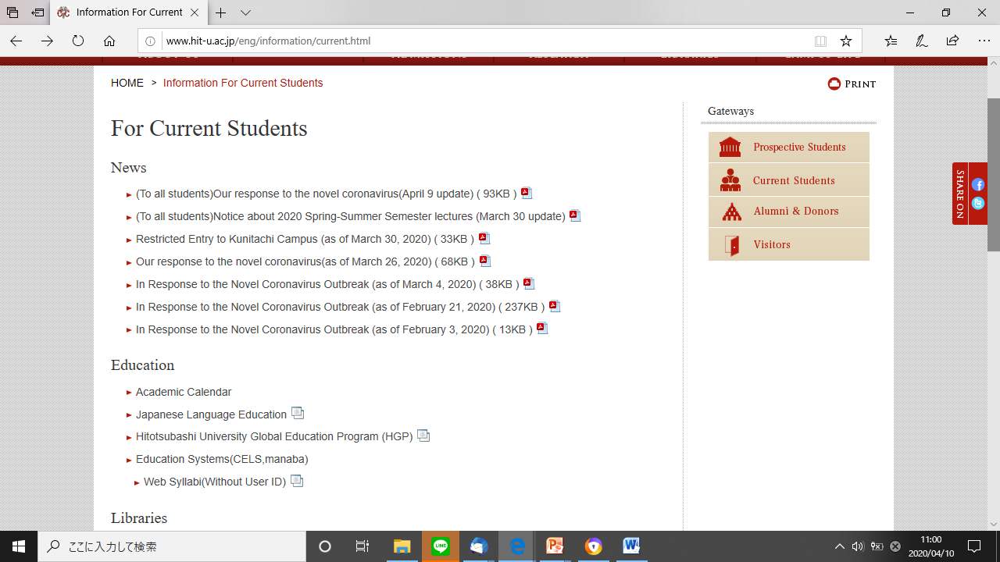 Information For Current
www.hit-u.ac.jp/eng/information/current.html
HOME > Information For Current Students
PRINT
For Current Students
News
(To all students)Our response to the novel coronavirus(April 9 update) ( 93KB )
(To all students)Notice about 2020 Spring-Summer Semester lectures (March 30 update)
Restricted Entry to Kunitachi Campus (as of March 30, 2020) ( 33KB )
Our response to the novel coronavirus(as of March 26, 2020) ( 68KB )
In Response to the Novel Coronavirus Outbreak (as of March 4, 2020) ( 38KB )
In Response to the Novel Coronavirus Outbreak (as of February 21, 2020) ( 237KB )
In Response to the Novel Coronavirus Outbreak (as of February 3, 2020) ( 13KB )
Education
Academic Calendar
Japanese Language Education
Hitotsubashi University Global Education Program (HGP)
Education Systems(CELS,manaba)
Web Syllabi(Without User ID)
Libraries
Gateways
Prospective Students
Current Students
Alumni & Donors
Visitors
SHARE ON
ここに入力して検索
LINE
11:00
2020/04/10